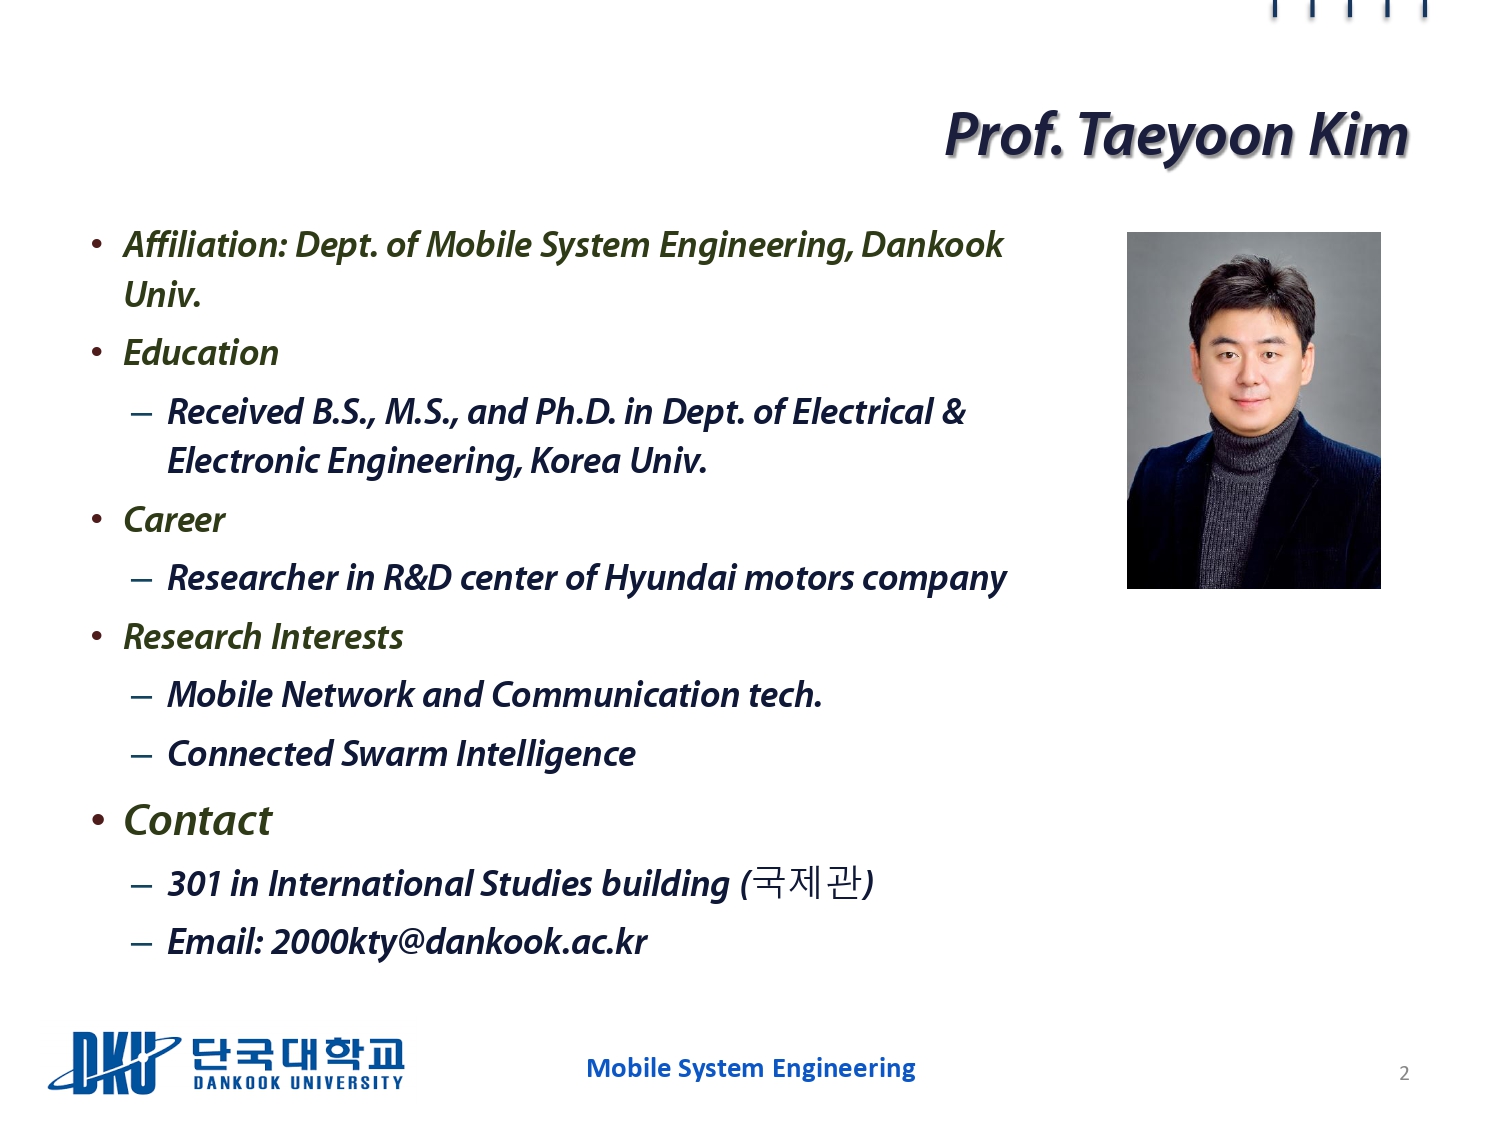 Prof. Taeyoon Kim
• Affiliation: Dept. of Mobile System Engineering, Dankook
Univ.
• Education
– Received B.S., M.S., and Ph.D. in Dept. of Electrical &
Electronic Engineering, Korea Univ.
• Career
– Researcher in R&D center of Hyundai motors company
• Research Interests
– Mobile Network and Communication tech.
– Connected Swarm Intelligence
• Contact
– 301 in International Studies building (국제관)
– Email: 2000kty@dankook.ac.kr
DKU 단국대학교
DANKOOK UNIVERSITY
Mobile System Engineering
2